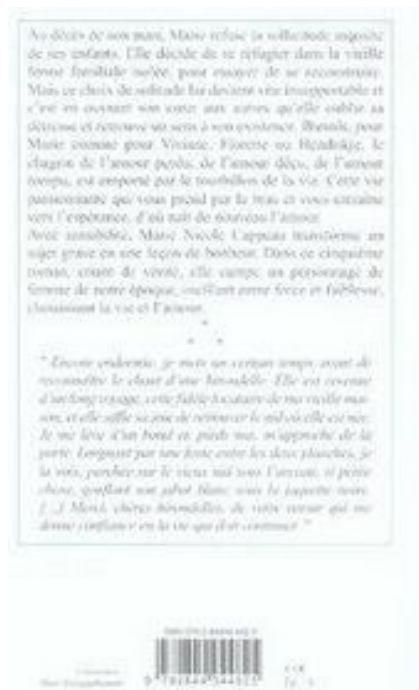 Au décès de son mari, Marie refuse la sollicitude
de ses enfants. Elle décide de se réfugier dans la vieille
ferme familiale isolée, pour essayer de se reconstruire.
Mais ce choix de solitude lui devient vite insupportable et
c'est en ouvrant son cœur aux autres qu'elle oublie sa
détresse et retrouve un sens à son existence. Bientôt, pour
Marie comme pour Viviane, Florette ou le
chagrin de l'amour perdu, de l'amour déçu, de l'amour
rompu, est emporté par le tourbillon de la vie. Cette vie
passionnante qui vous prend par le bras et vous entraîne
vers l'espérance, d'où naît de nouveau l'amour.
Avec sensibilité, Marie Nicole Cappeau transforme un
sujet grave en une leçon de bonheur. Dans ce cinquième
roman, criant de vérité, elle campe un personnage de
femme de notre époque, oscillant entre force et faiblesse,
choisissant la vie et l'amour.
*
* *
" Encore endormie, je mets un certain temps avant de
reconnaître le chant d'une hirondelle. Elle est revenue
d'un long voyage, cette fidèle locataire de ma vieille mai-
son, et elle siffle sa joie de retrouver le nid où elle est née.
Je me lève d'un bond et, pieds nus, m'approche de la
porte. Lorgnant par une fente entre les deux planches, je
la vois, perchée sur le vieux nid sous l'auvent, si petite
chose, gonflant son jabot blanc sous la jaquette noire.
[...] Merci, chères hirondelles, de votre retour qui me
donne confiance en la vie qui doit continuer. "